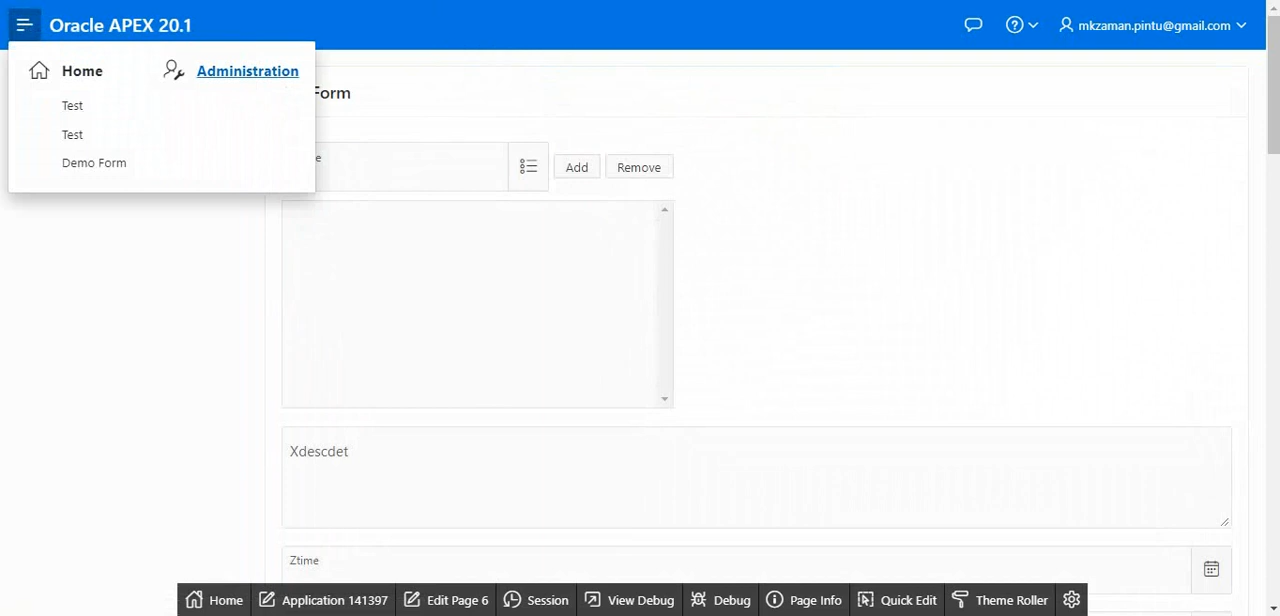 Oracle APEX 20.1
mkzaman.pintu@gmail.com
Home
Administration
Test
Test
Demo Form
Form
Add
Remove
Xdescdet
Ztime
Home
Application 141397
Edit Page 6
Session
View Debug
Debug
Page Info
Quick Edit
Theme Roller